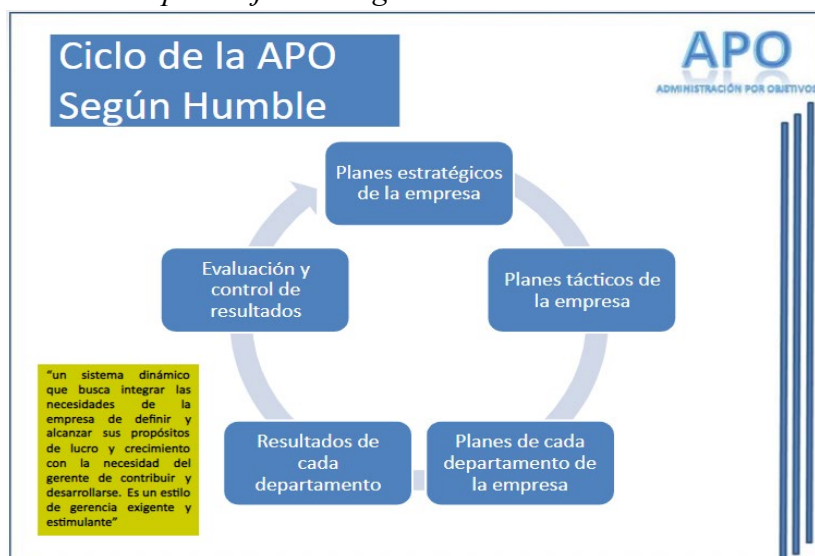 Ciclo de la APO
Según Humble
APO
ADMINISTRACIÓN POR OBJETIVOS
Planes estratégicos
de la empresa
Planes tácticos de
la empresa
Planes de cada
departamento de
la empresa
Resultados de
cada
departamento
Evaluación y
control de
resultados
"un sistema dinámico
que busca integrar las
necesidades de la
empresa de definir y
alcanzar sus propósitos
de lucro y crecimiento
con la necesidad del
gerente de contribuir y
desarrollarse. Es un estilo
de gerencia exigente y
estimulante"